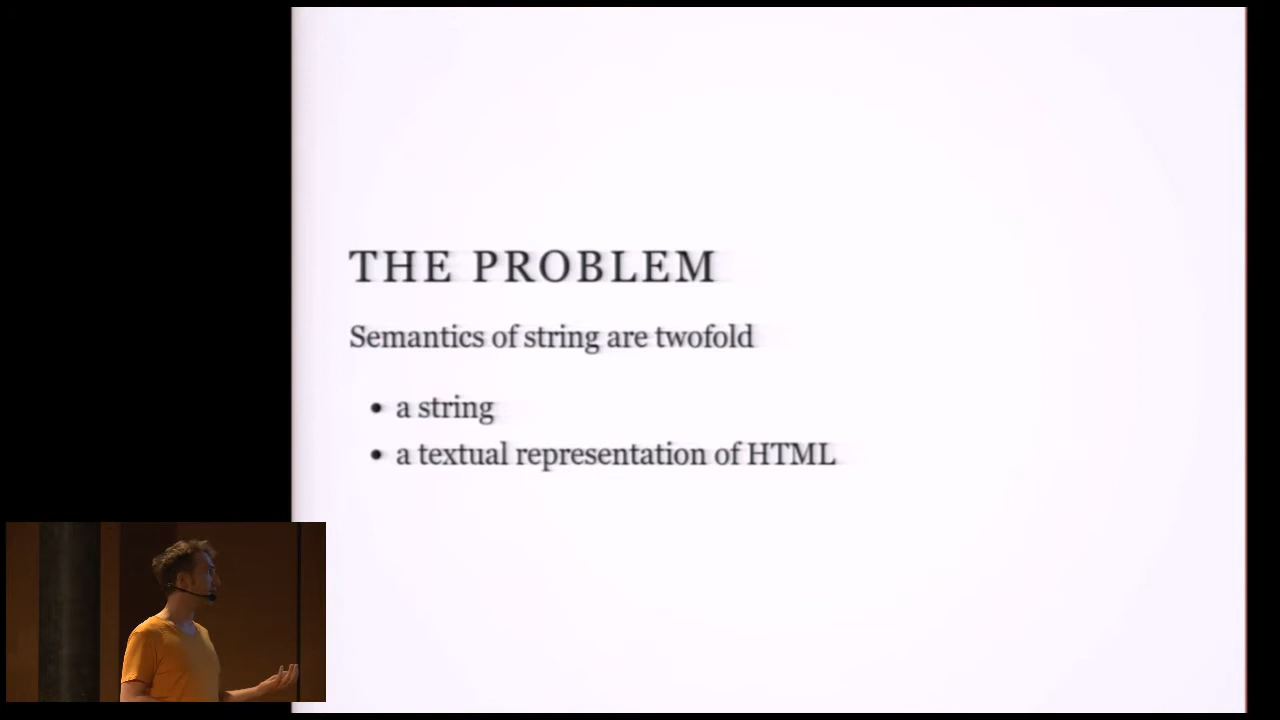 THE PROBLEM
Semantics of string are twofold
• a string
• a textual representation of HTML